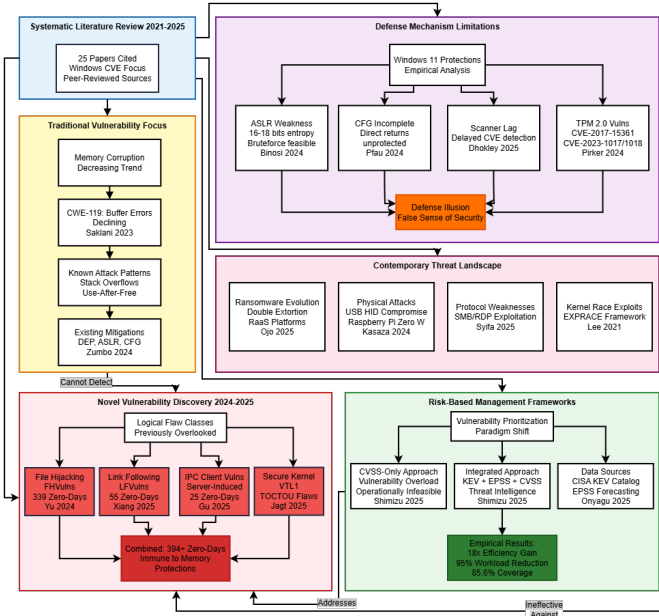 Systematic Literature Review 2021-2025
25 Papers Cited
Windows CVE Focus
Peer-Reviewed Sources
Traditional Vulnerability Focus
Memory Corruption
Decreasing Trend
CWE-119: Buffer Errors
Declining
Saklani 2023
Known Attack Patterns
Stack Overflows
Use-After-Free
Existing Mitigations
DEP, ASLR, CFG
Zumbo 2024
Cannot Detect
Defense Mechanism Limitations
Windows 11 Protections
Empirical Analysis
ASLR Weakness
16-18 bits entropy
Bruteforce feasible
Binosi 2024
CFG Incomplete
Direct returns
unprotected
Pfau 2024
Scanner Lag
Delayed CVE detection
Dhokley 2025
TPM 2.0 Vulns
CVE-2017-15361
CVE-2023-1017/1018
Pirker 2024
Defense Illusion
False Sense of Security
Contemporary Threat Landscape
Ransomware Evolution
Double Extortion
RaaS Platforms
Ojo 2025
Physical Attacks
USB HID Compromise
Raspberry Pi Zero W
Kasaza 2024
Protocol Weaknesses
SMB/RDP Exploitation
Syifa 2025
Kernel Race Exploits
EXPRACE Framework
Lee 2021
Novel Vulnerability Discovery 2024-2025
Logical Flaw Classes
Previously Overlooked
File Hijacking
FHVulns
339 Zero-Days
Yu 2024
Link Following
LFVulns
55 Zero-Days
Xiang 2025
IPC Client Vulns
Server-Induced
25 Zero-Days
Gu 2025
Secure Kernel
VTL1
TOCTOU Flaws
Jagt 2025
Combined: 394+ Zero-Days
Immune to Memory
Protections
Risk-Based Management Frameworks
Vulnerability Prioritization
Paradigm Shift
CVSS-Only Approach
Vulnerability Overload
Operationally Infeasible
Shimizu 2025
Integrated Approach
KEV + EPSS + CVSS
Threat Intelligence
Shimizu 2025
Data Sources
CISA KEV Catalog
EPSS Forecasting
Onyagu 2025
Empirical Results:
18x Efficiency Gain
95% Workload Reduction
85.6% Coverage
Addresses
Ineffective
Against